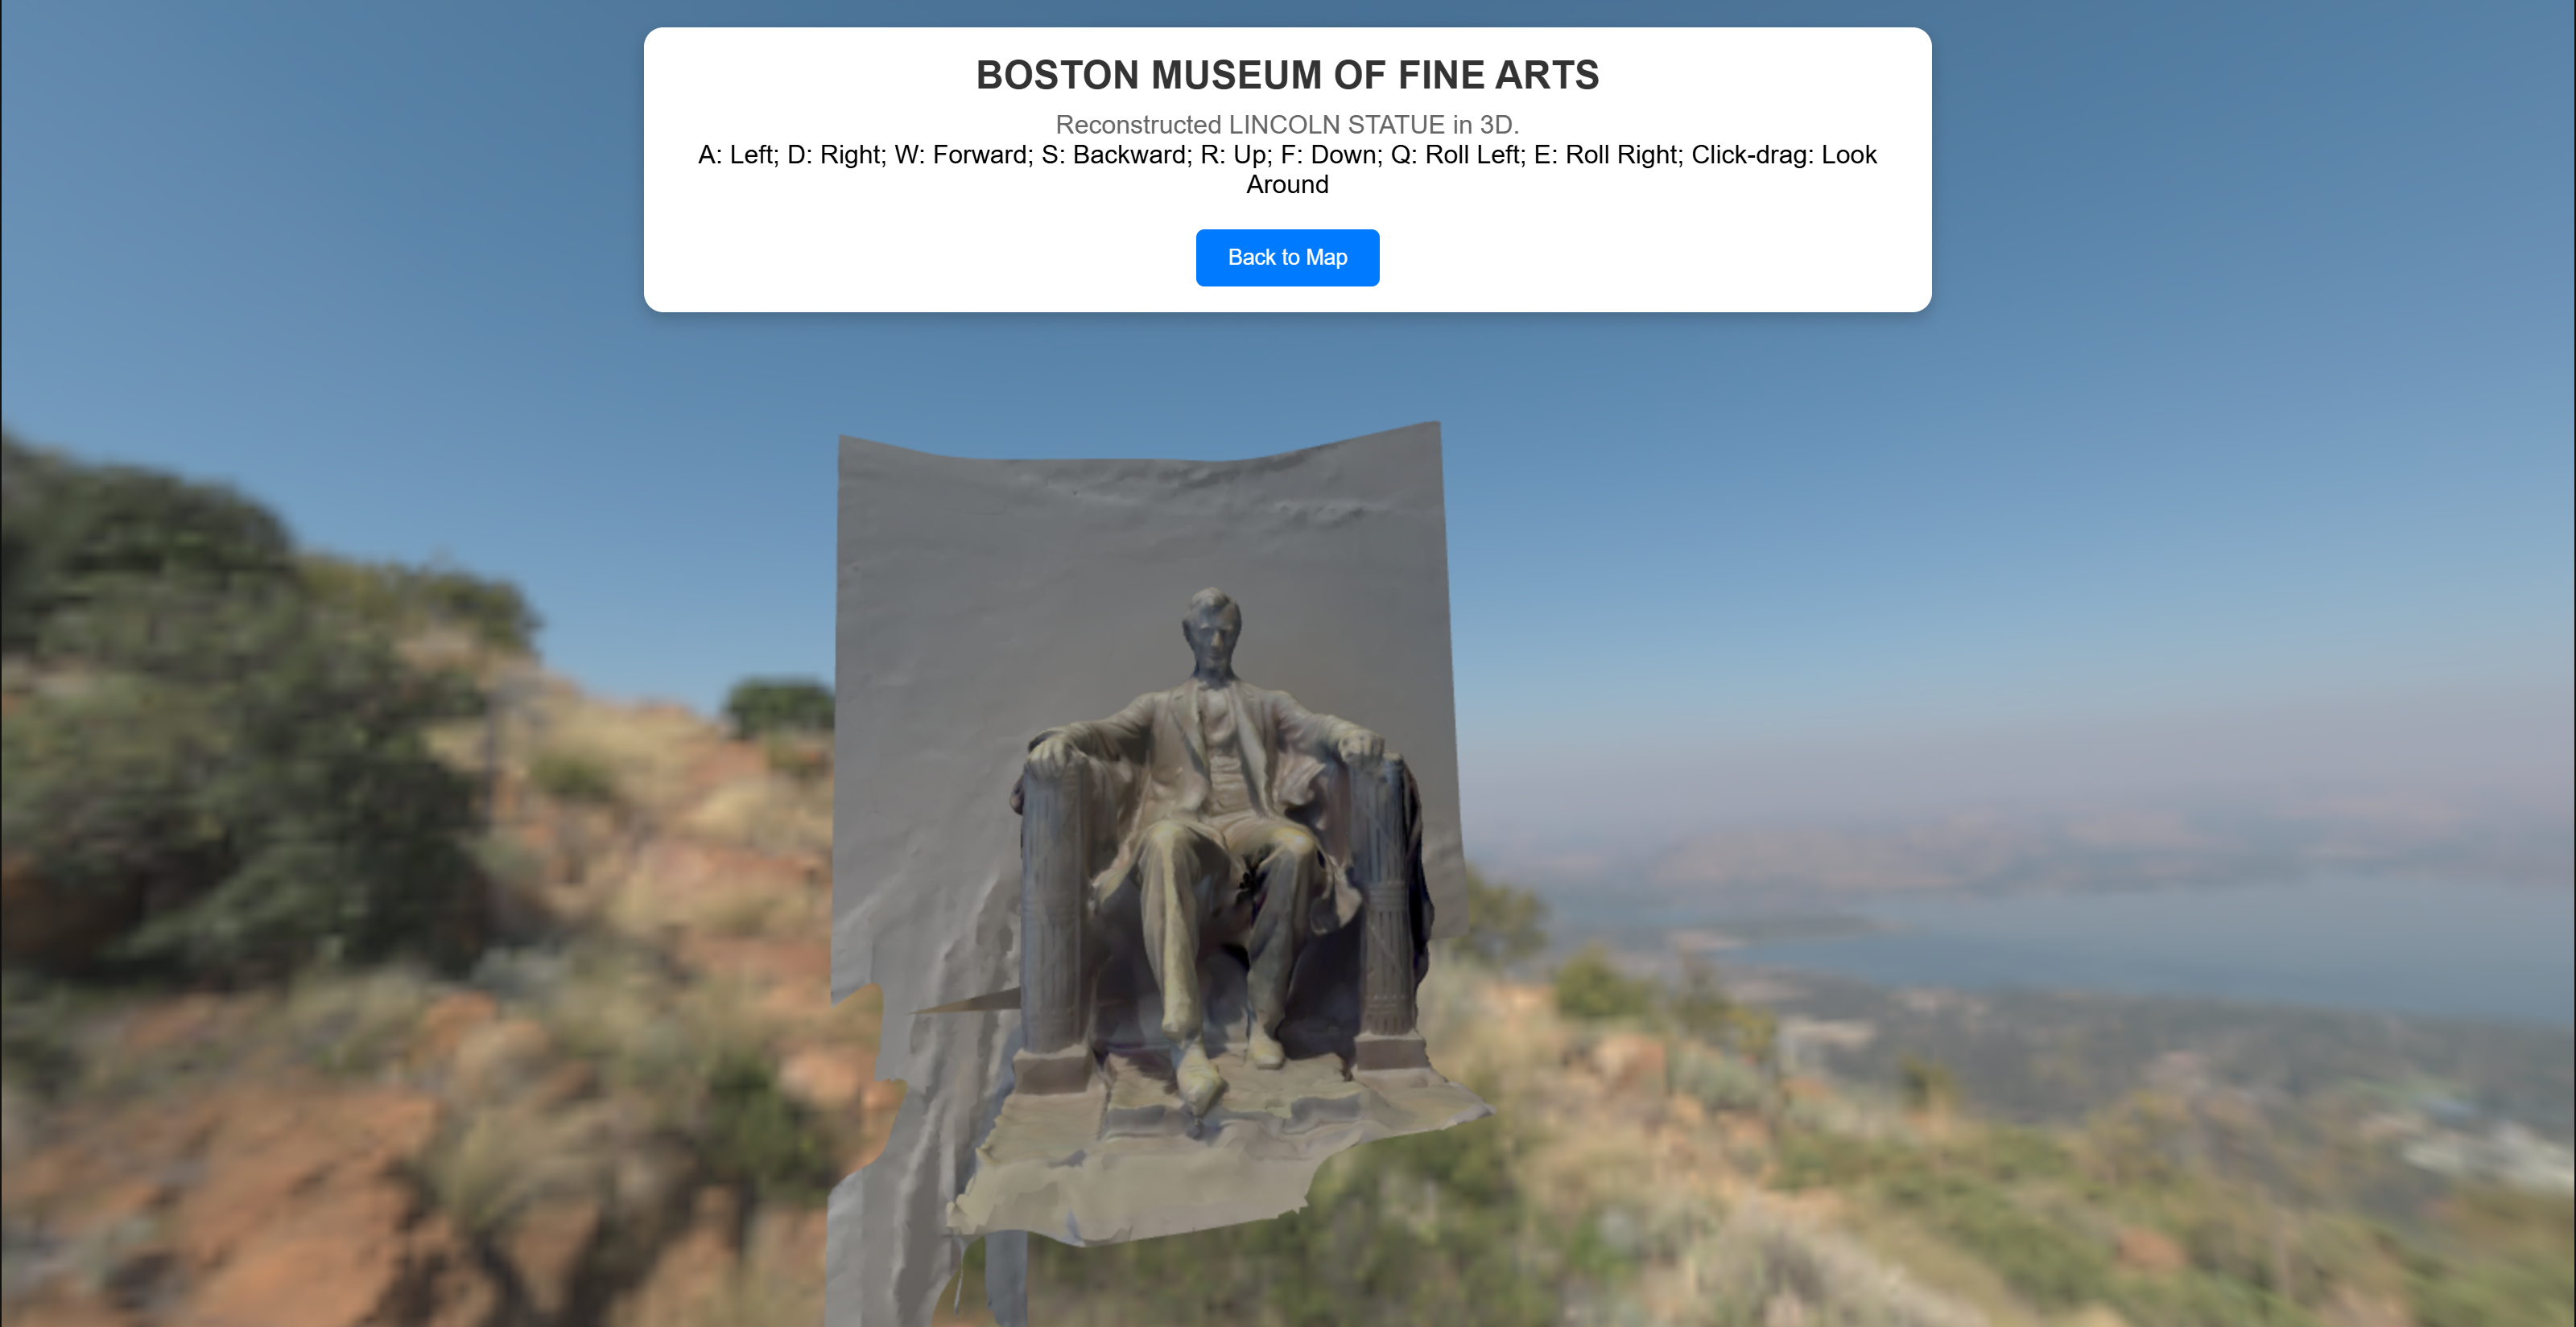 BOSTON MUSEUM OF FINE ARTS
Reconstructed LINCOLN STATUE in 3D.
A: Left; D: Right; W: Forward; S: Backward; R: Up; F: Down; Q: Roll Left; E: Roll Right; Click-drag: Look
Around
Back to Map